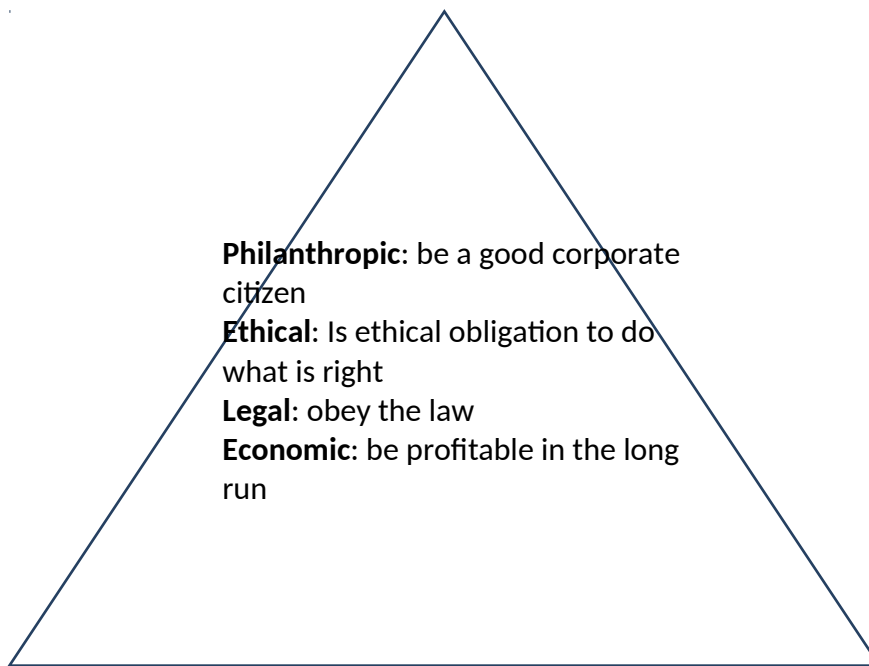 Philanthropic: be a good corporate
citizen
Ethical: Is ethical obligation to do
what is right
Legal: obey the law
Economic: be profitable in the long
run